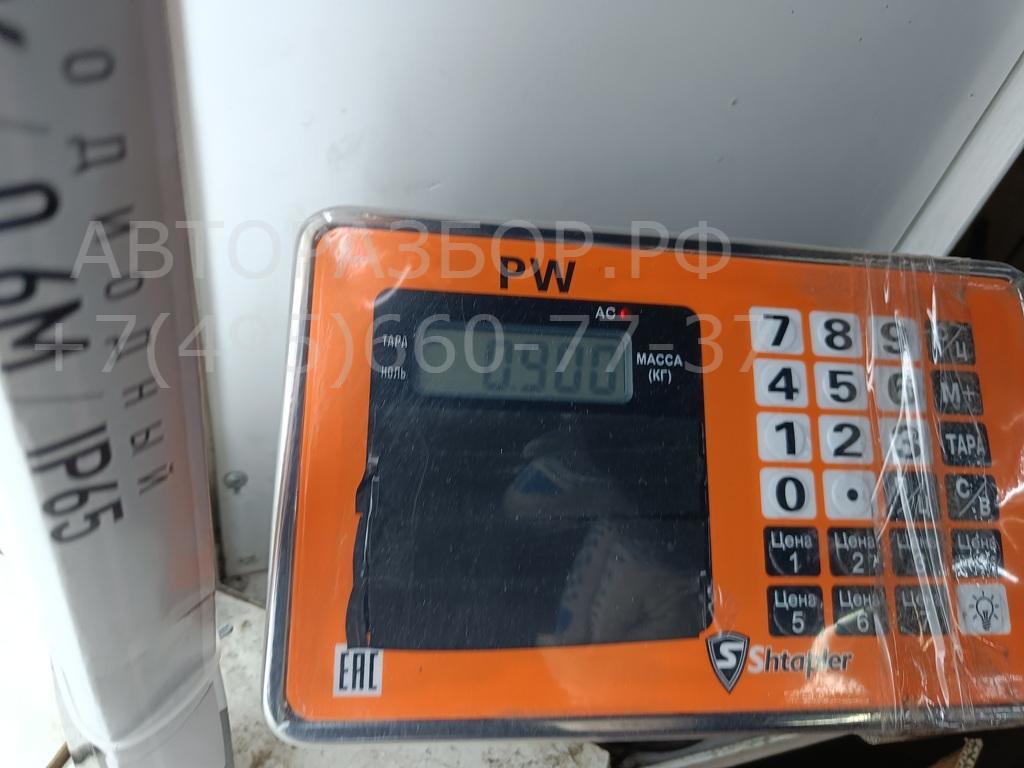 ОДИОДНЫЙ
0,6М/IP65
АВТОРАЗБОР.РФ
+7(495)660-77-37
PW
AC
ТАРА
НОЛЬ
0.900
МАССА
(КГ)
7 8 9
4 5 6 М+
1 2 3 ТАРА
0 . С/В
Цена 1 Цена 2 Цена
Цена 5 Цена 6
EAC
Shtapler